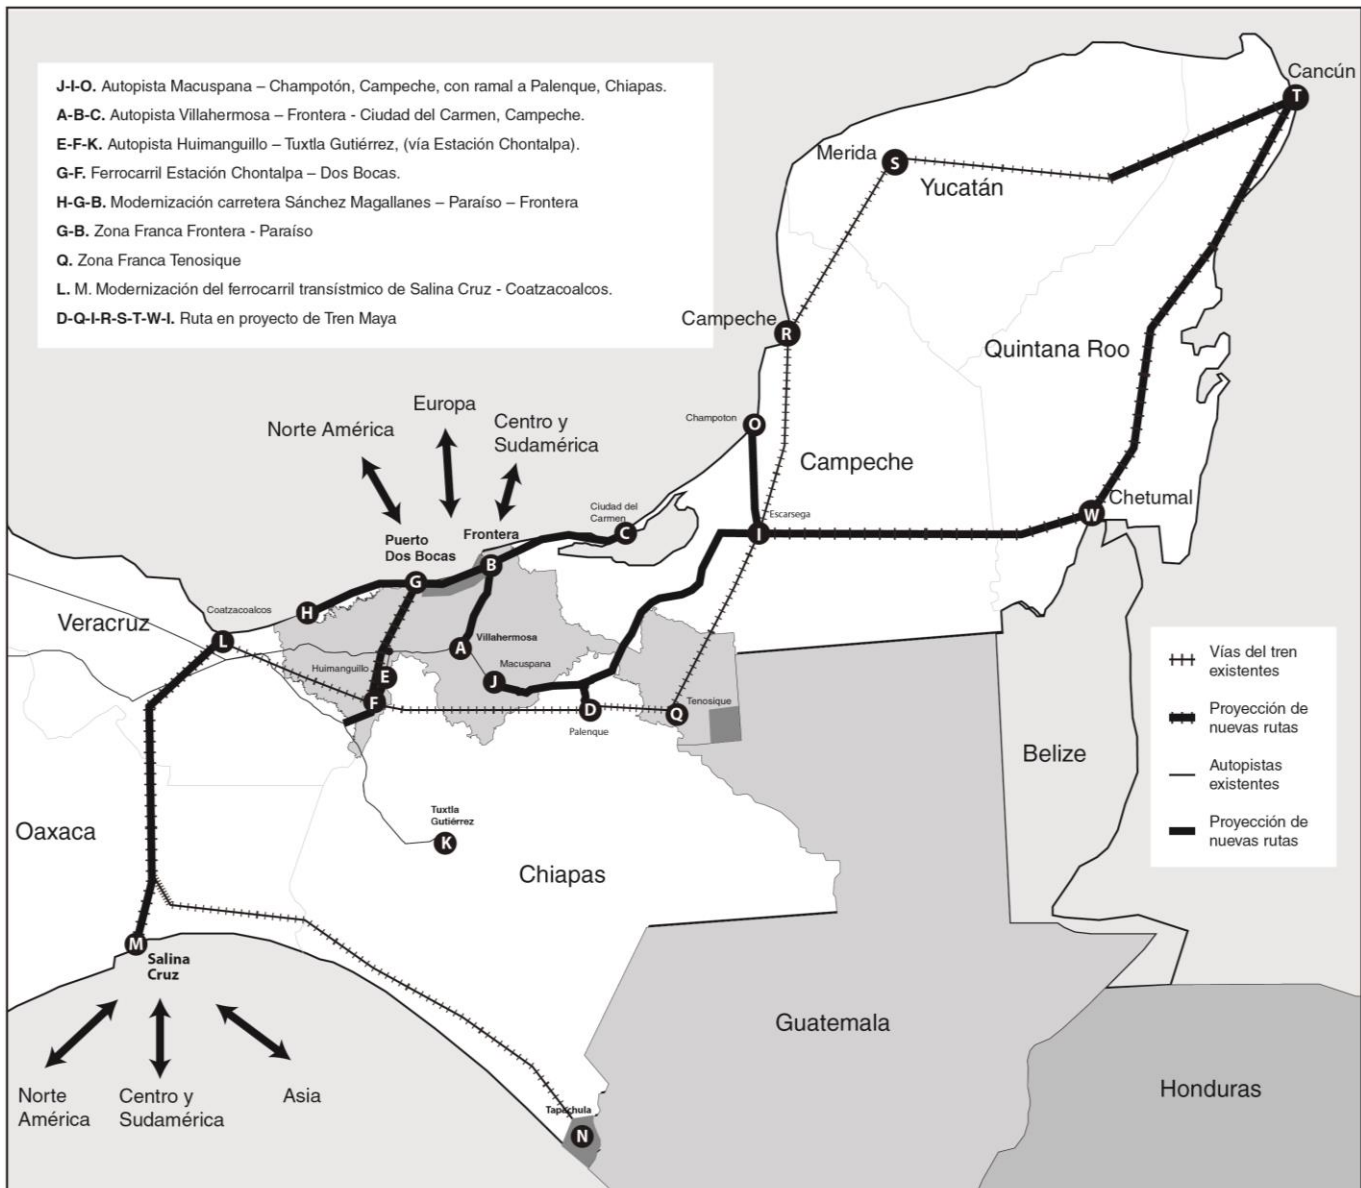 J-I-O. Autopista Macuspana – Champotón, Campeche, con ramal a Palenque, Chiapas.
A-B-C. Autopista Villahermosa – Frontera - Ciudad del Carmen, Campeche.
E-F-K. Autopista Huimanguillo – Tuxtla Gutiérrez, (vía Estación Chontalpa).
G-F. Ferrocarril Estación Chontalpa – Dos Bocas.
H-G-B. Modernización carretera Sánchez Magallanes – Paraíso – Frontera
G-B. Zona Franca Frontera - Paraíso
Q. Zona Franca Tenosique
L. M. Modernización del ferrocarril transístmico de Salina Cruz - Coatzacoalcos.
D-Q-I-R-S-T-W-I. Ruta en proyecto de Tren Maya
Cancún
T
Merida
S
Yucatán
Campeche
R
Quintana Roo
Europa
Norte América
Centro y
Sudamérica
Champoton
O
Campeche
Chetumal
W
Ciudad del
Carmen
C
Escarsega
I
Frontera
B
Puerto
Dos Bocas
G
H
Coatzacoalcos
L
Veracruz
Villahermosa
A
Huimanguillo
E
Macuspana
J
F
D
Palenque
Tenosique
Q
Vías del tren
existentes
Proyección de
nuevas rutas
Autopistas
existentes
Proyección de
nuevas rutas
Belize
Oaxaca
Tuxtla
Gutiérrez
K
Chiapas
M
Salina
Cruz
Guatemala
Honduras
Norte
América
Centro y
Sudamérica
Asia
Tapachula
N